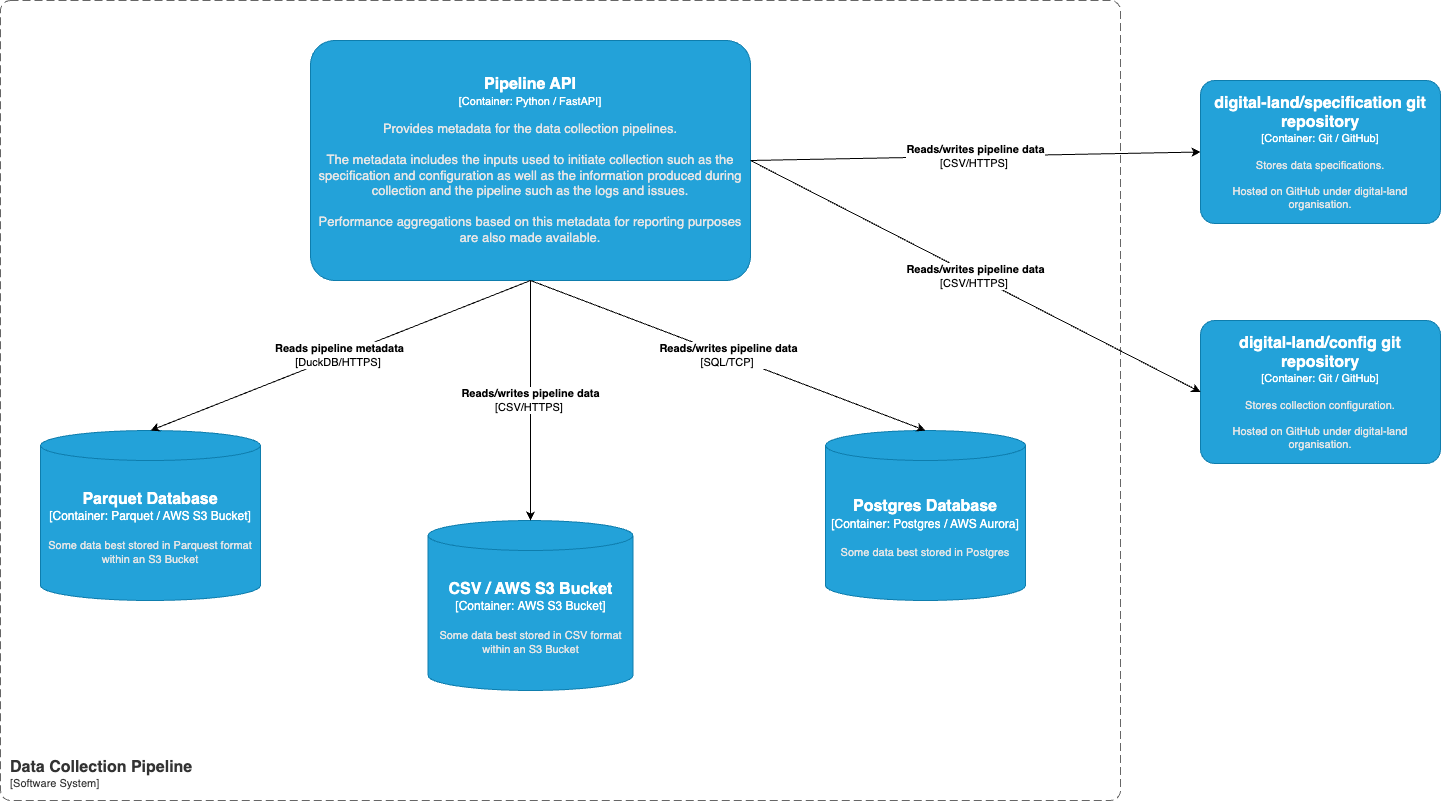 Pipeline API
[Container: Python / FastAPI]
Provides metadata for the data collection pipelines.
The metadata includes the inputs used to initiate collection such as the
specification and configuration as well as the information produced during
collection and the pipeline such as the logs and issues.
Performance aggregations based on this metadata for reporting purposes
are also made available.
digital-land/specification git
repository
[Container: Git / GitHub]
Stores data specifications.
Hosted on GitHub under digital-land
organisation.
Reads/writes pipeline data
[CSV/HTTPS]
Reads/writes pipeline data
[CSV/HTTPS]
digital-land/config git
repository
[Container: Git / GitHub]
Stores collection configuration.
Hosted on GitHub under digital-land
organisation.
Reads pipeline metadata
[DuckDB/HTTPS]
Reads/writes pipeline data
[CSV/HTTPS]
Reads/writes pipeline data
[SQL/TCP]
Parquet Database
[Container: Parquet / AWS S3 Bucket]
Some data best stored in Parquest format
within an S3 Bucket
CSV / AWS S3 Bucket
[Container: AWS S3 Bucket]
Some data best stored in CSV format
within an S3 Bucket
Postgres Database
[Container: Postgres / AWS Aurora]
Some data best stored in Postgres
Data Collection Pipeline
[Software System]